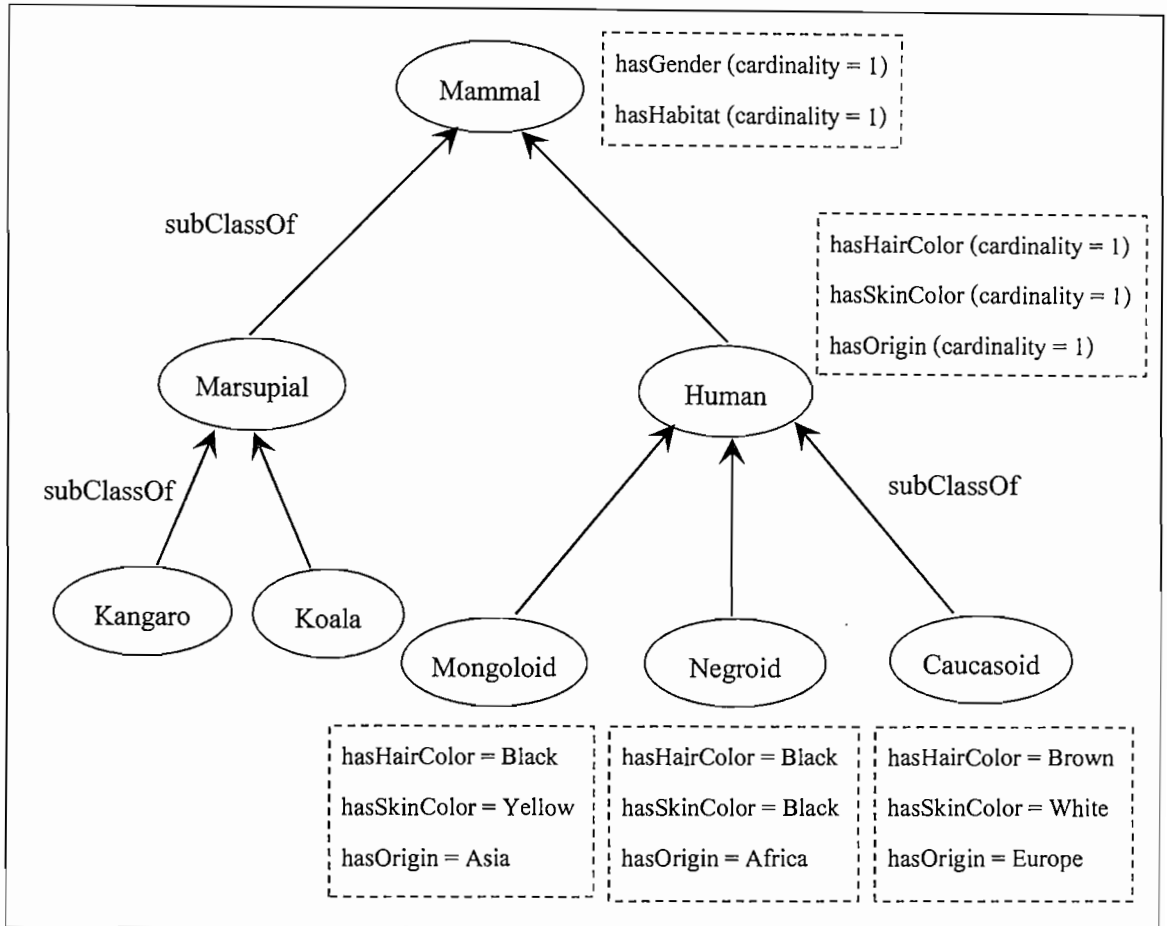 Mammal
hasGender (cardinality = 1)
hasHabitat (cardinality = 1)
subClassOf
hasHairColor (cardinality = 1)
hasSkinColor (cardinality = 1)
hasOrigin (cardinality = 1)
Marsupial
Human
subClassOf
subClassOf
Kangaro
Koala
Mongoloid
Negroid
Caucasoid
hasHairColor = Black
hasSkinColor = Yellow
hasOrigin = Asia
hasHairColor = Black
hasSkinColor = Black
hasOrigin = Africa
hasHairColor = Brown
hasSkinColor = White
hasOrigin = Europe